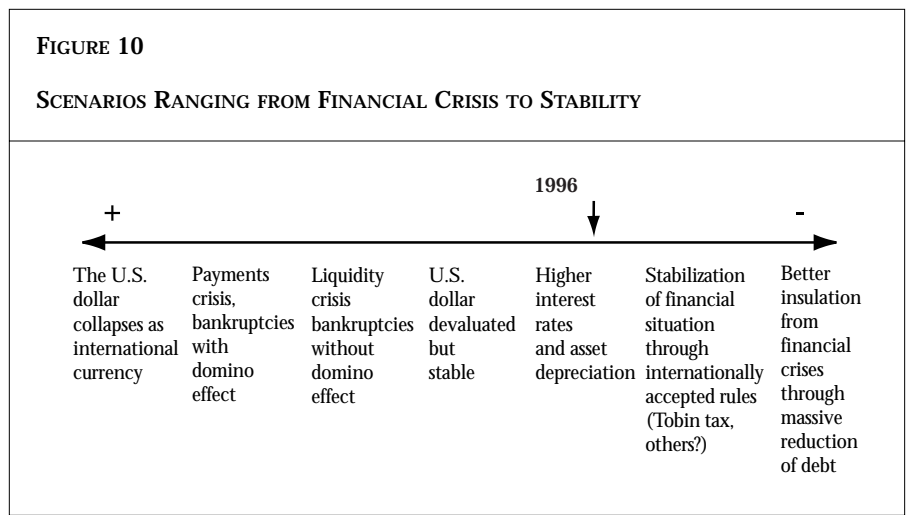 FIGURE 10
SCENARIOS RANGING FROM FINANCIAL CRISIS TO STABILITY
1996
+
-
The U.S.
dollar
collapses as
international
currency
Payments
crisis,
bankruptcies
with
domino
effect
Liquidity
crisis
bankruptcies
without
domino
effect
U.S.
dollar
devaluated
but
stable
Higher
interest
rates
and asset
depreciation
Stabilization
of financial
situation
through
internationally
accepted rules
(Tobin tax,
others?)
Better
insulation
from
financial
crises
through
massive
reduction
of debt